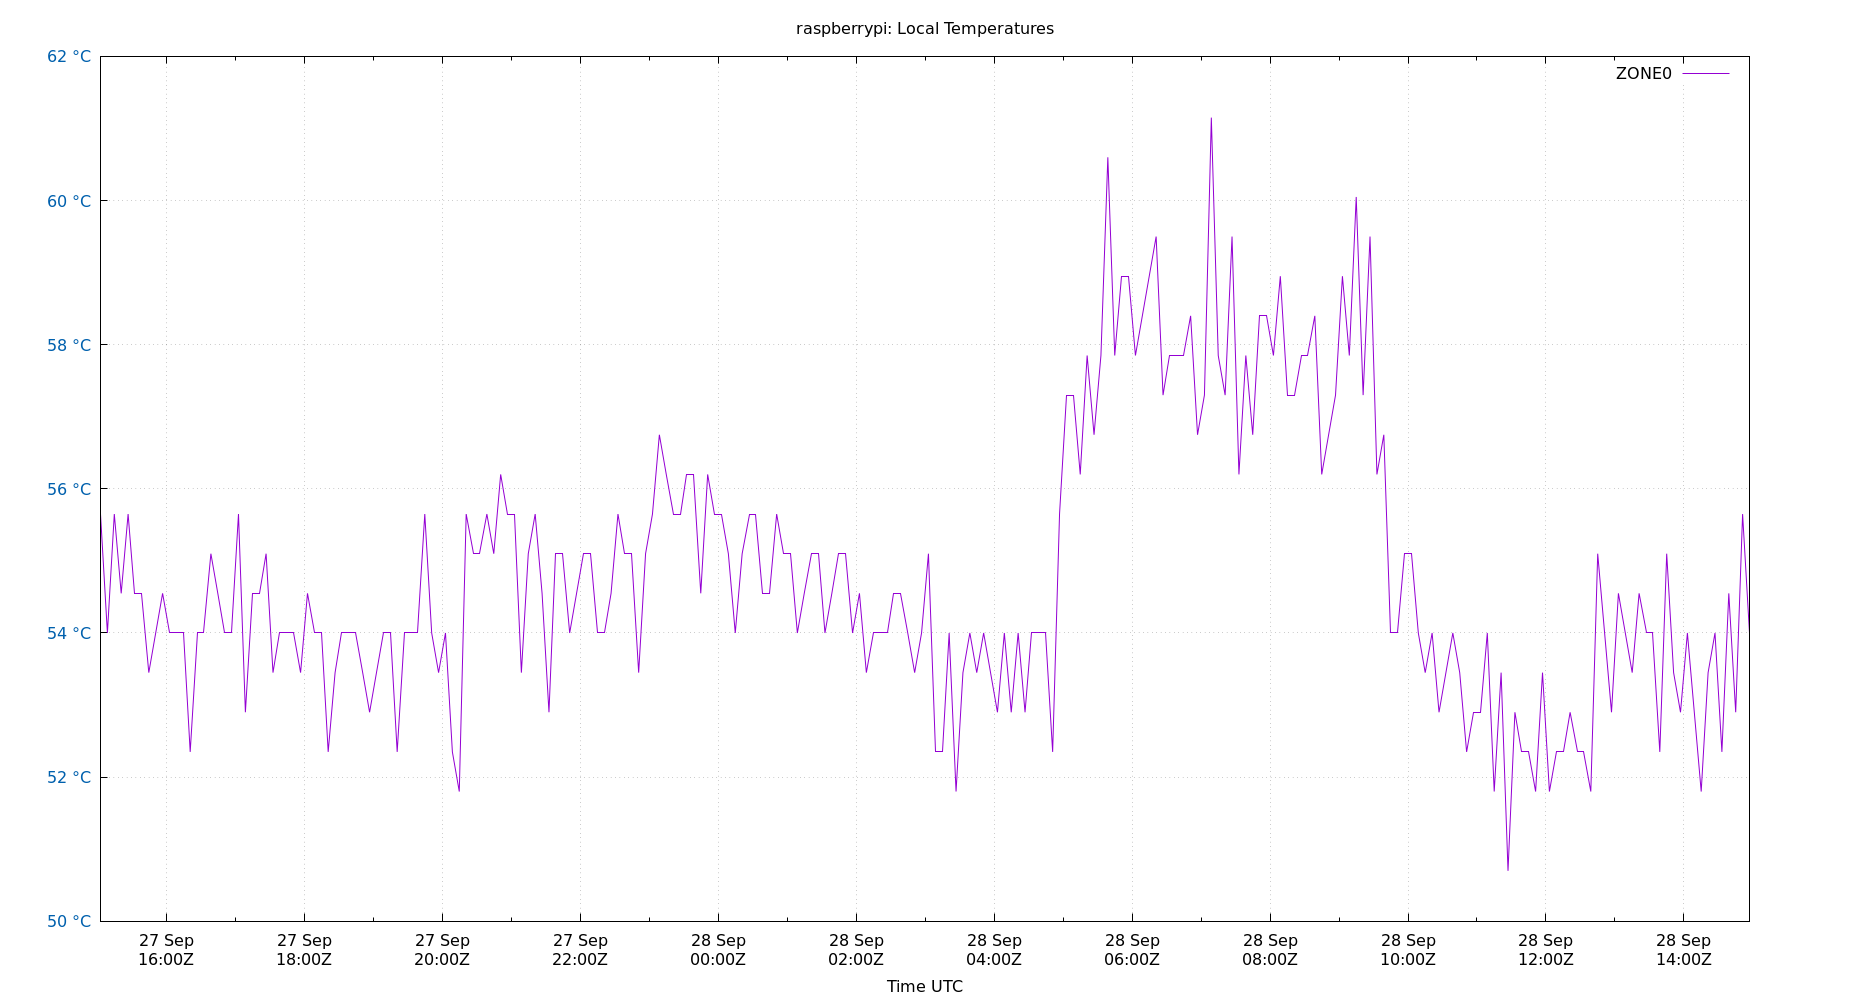 raspberrypi: Local Temperatures
62 °C
ZONE0
60 °C
58 °C
56 °C
54 °C
52 °C
50 °C
27 Sep 27 Sep 27 Sep 27 Sep 28 Sep 28 Sep 28 Sep 28 Sep 28 Sep 28 Sep 28 Sep 28 Sep
16:00Z 18:00Z 20:00Z 22:00Z 00:00Z 02:00Z 04:00Z 06:00Z 08:00Z 10:00Z 12:00Z 14:00Z
Time UTC